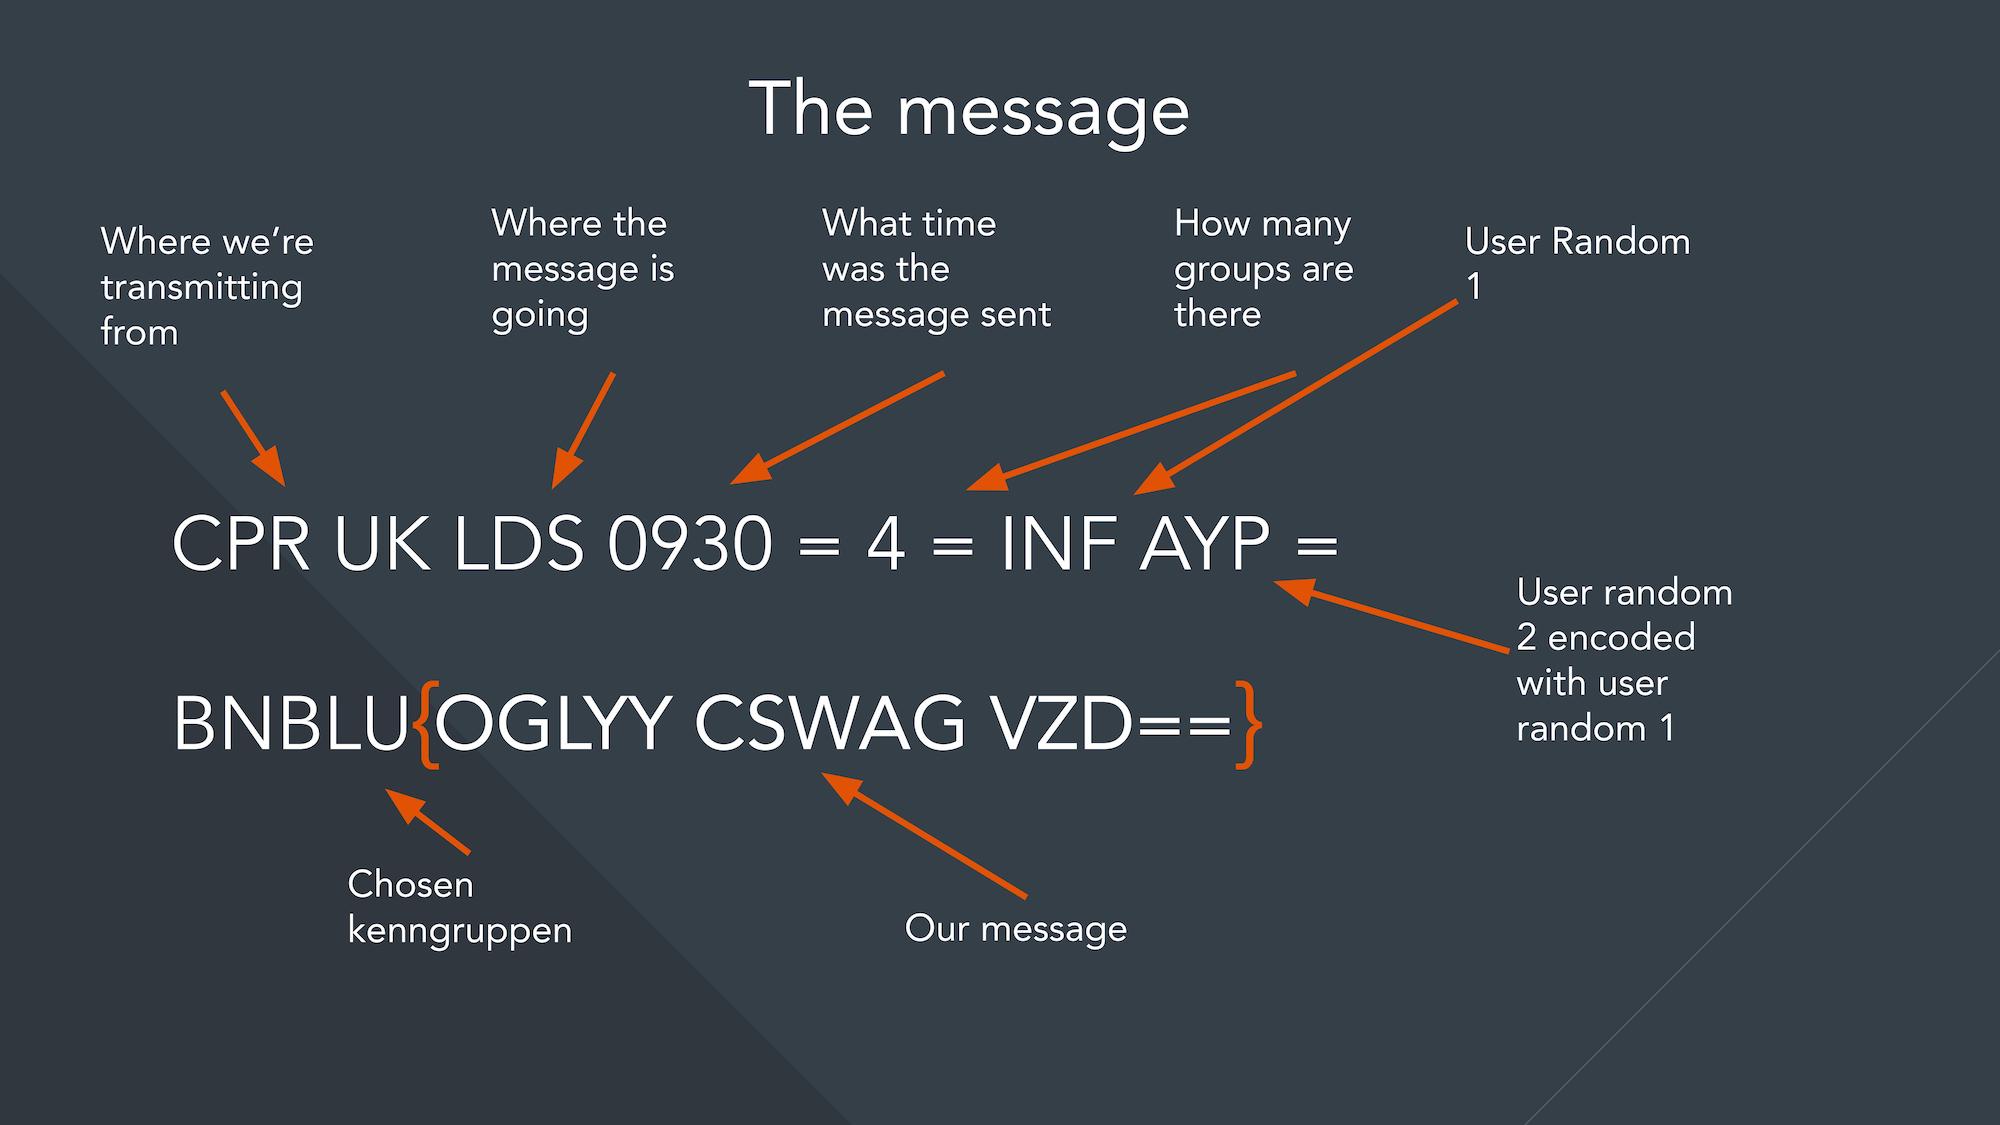 The message
Where we’re
transmitting
from
Where the
message is
going
What time
was the
message sent
How many
groups are
there
User Random
1
CPR UK LDS 0930 = 4 = INF AYP =
User random
2 encoded
with user
random 1
BNBLU{OGLYY CSWAG VZD==}
Chosen
kenngruppen
Our message